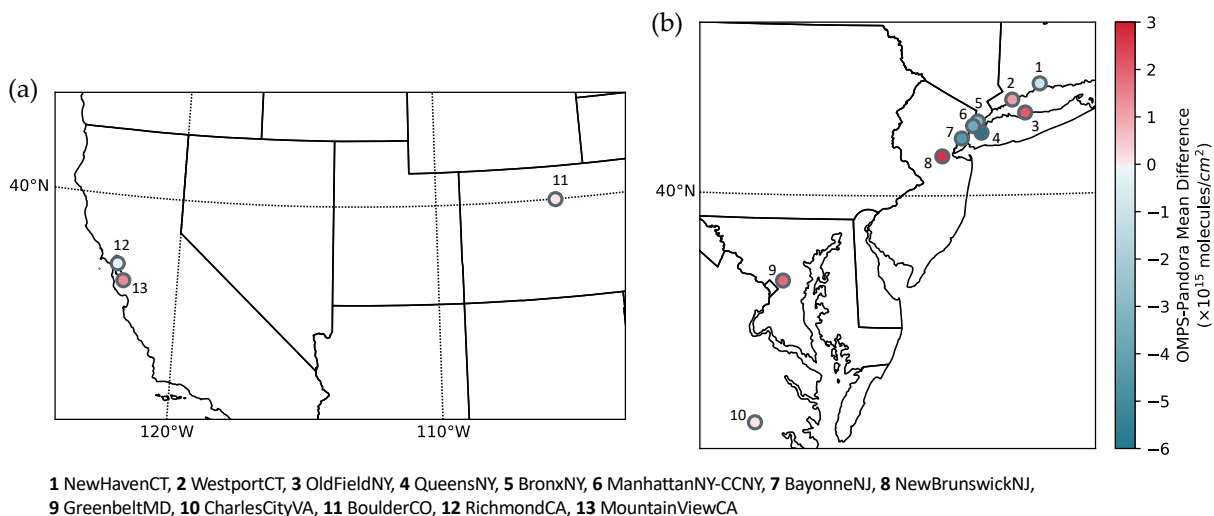 (a)
40°N
120°W
110°W
11
12
13
(b)
40°N
1
2
3
4
5
6
7
8
9
10
3
2
1
0
−1
−2
−3
−4
−5
−6
OMPS-Pandora Mean Difference
(×10¹⁵ molecules/cm²)
1 NewHavenCT, 2 WestportCT, 3 OldFieldNY, 4 QueensNY, 5 BronxNY, 6 ManhattanNY-CCNY, 7 BayonneNJ, 8 NewBrunswickNJ,
9 GreenbeltMD, 10 CharlesCityVA, 11 BoulderCO, 12 RichmondCA, 13 MountainViewCA